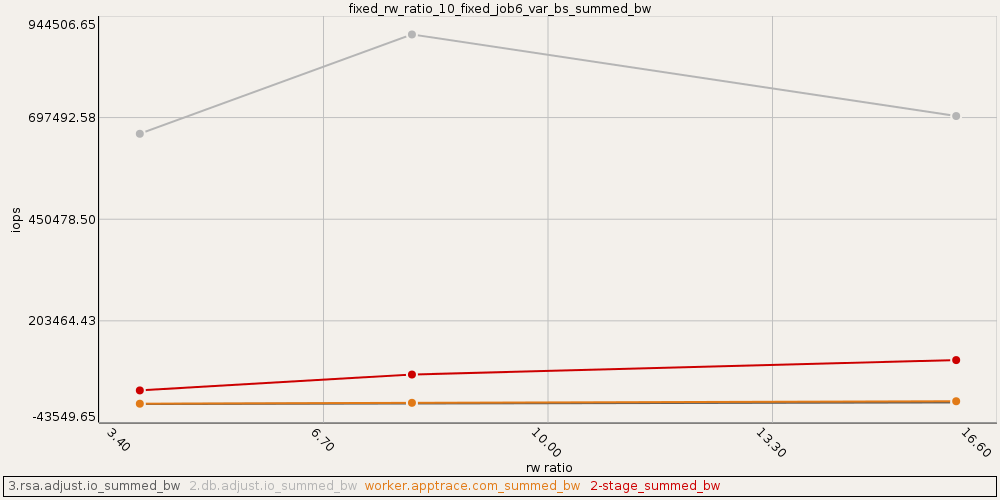 fixed_rw_ratio_10_fixed_job6_var_bs_summed_bw
944506.65
697492.58
450478.50
203464.43
-43549.65
iops
3.40
6.70
10.00
13.30
16.60
rw ratio
3.rsa.adjust.io_summed_bw 2.db.adjust.io_summed_bw worker.apptrace.com_summed_bw 2-stage_summed_bw